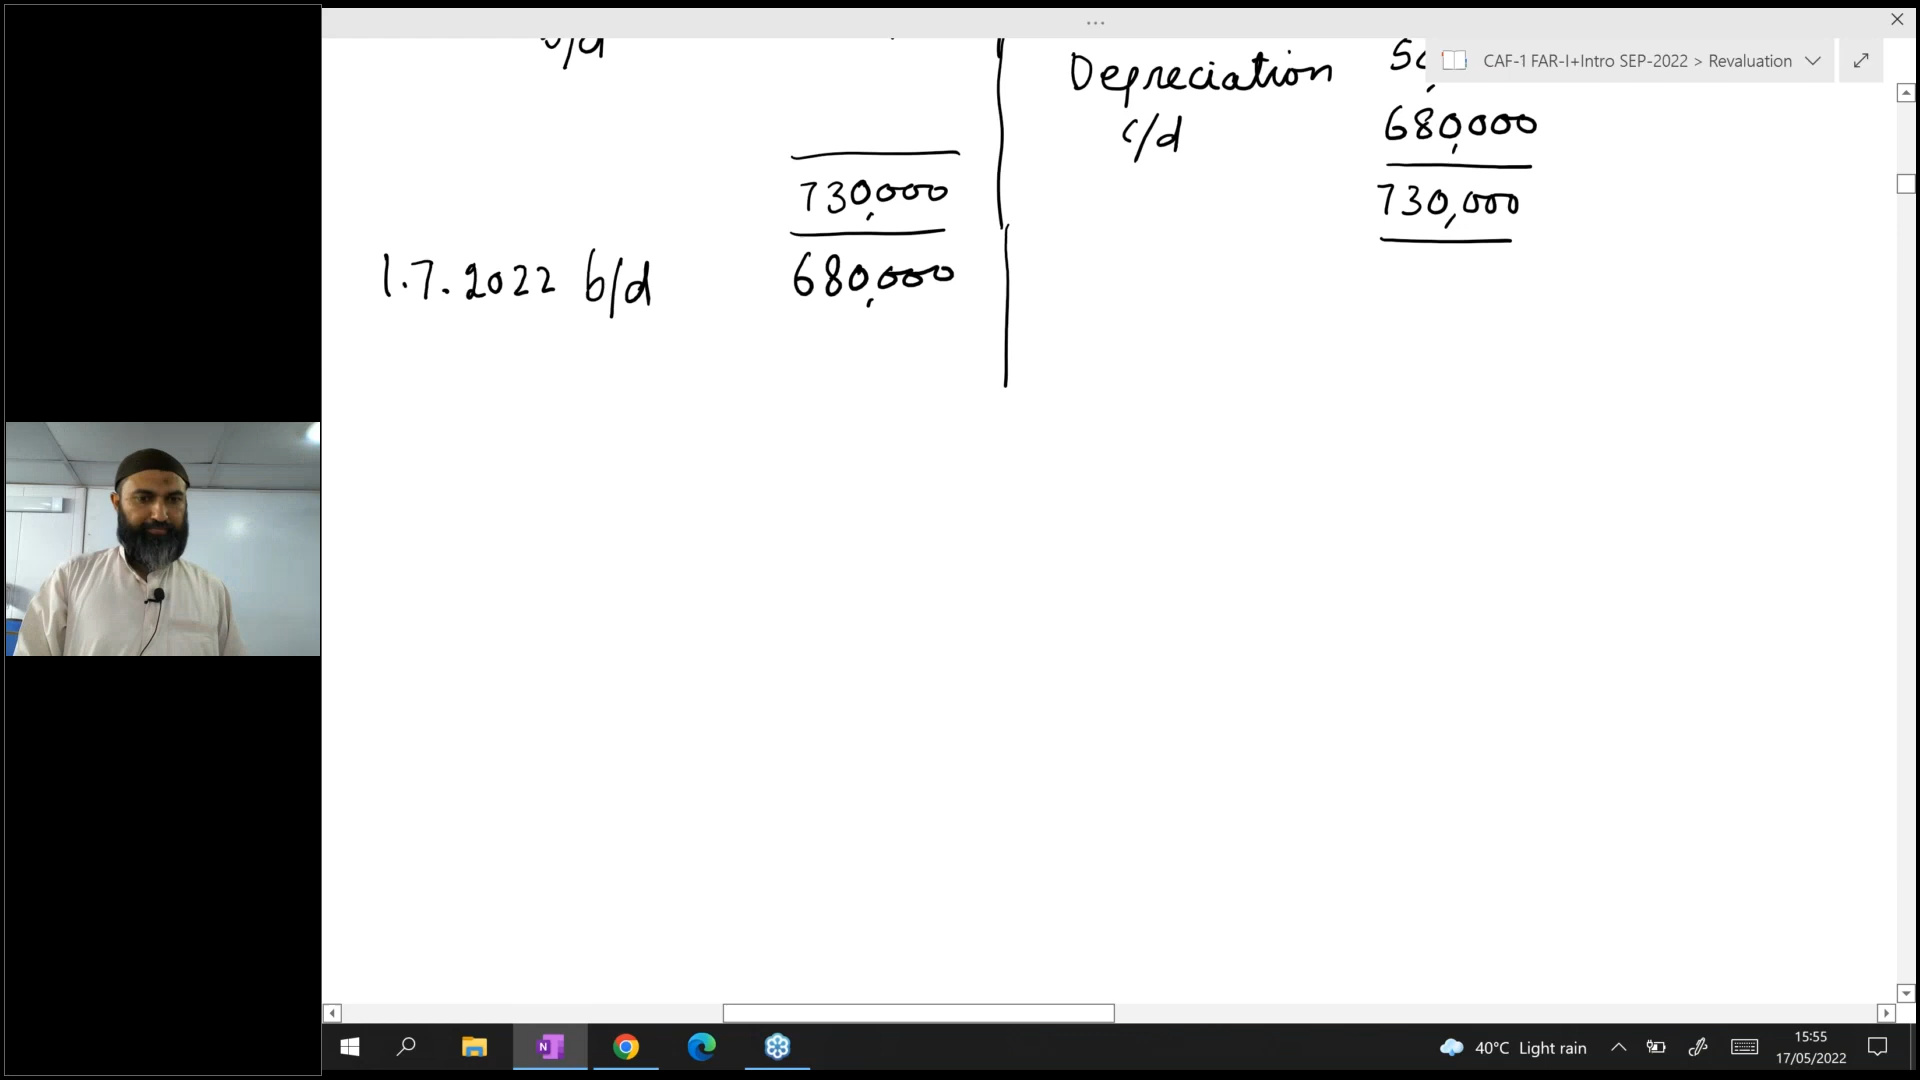 CAF-1 FAR-I+Intro SEP-2022 > Revaluation
b/d
Depreciation
c/d 680,000
730,000 730,000
1.7.2022 b/d 680,000
40°C Light rain
15:55
17/05/2022